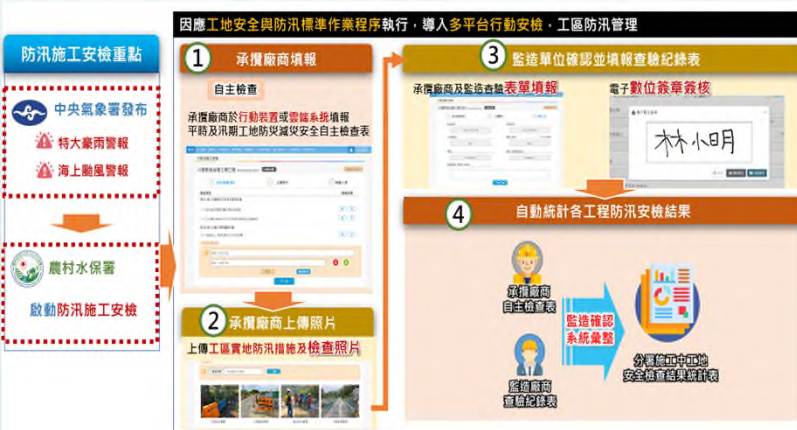 因應工地安全與防汛標準作業程序執行，導入多平台行動安檢，工區防汛管理
防汛施工安檢重點
中央氣象署發布
特大豪雨警報
海上颱風警報
農村水保署
啟動防汛施工安檢
1 承攬廠商填報
自主檢查
承攬廠商於行動裝置或雲端系統填報
平時及汛期工地防災減災安全自主檢查表
2 承攬廠商上傳照片
上傳工區實地防汛措施及檢查照片
3 監造單位確認並填報查驗紀錄表
承攬廠商及監造查驗表單填報
電子數位簽章簽核
林小明
4 自動統計各工程防汛安檢結果
承攬廠商
自主檢查表
監造廠商
查驗紀錄表
監造確認
系統彙整
分署施工中工地
安全檢查結果統計表